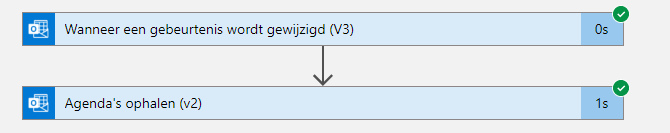 Wanneer een gebeurtenis wordt gewijzigd (V3) 0s
Agenda's ophalen (v2) 1s